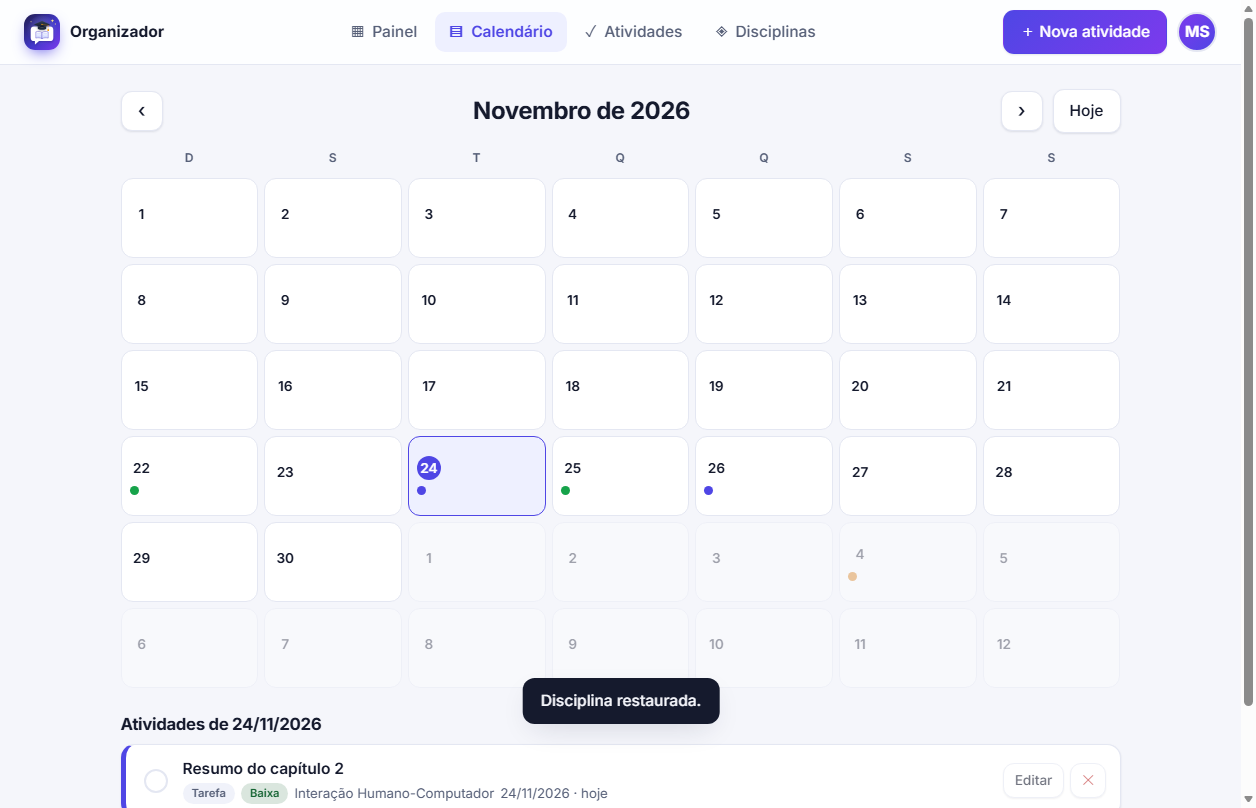 Organizador
Painel
Calendário
Atividades
Disciplinas
+ Nova atividade
MS
‹
Novembro de 2026
›
Hoje
D S T Q Q S S
1 2 3 4 5 6 7
8 9 10 11 12 13 14
15 16 17 18 19 20 21
22 23 24 25 26 27 28
29 30 1 2 3 4 5
6 7 8 9 10 11 12
Disciplina restaurada.
Atividades de 24/11/2026
Resumo do capítulo 2
Tarefa Baixa Interação Humano-Computador 24/11/2026 · hoje
Editar